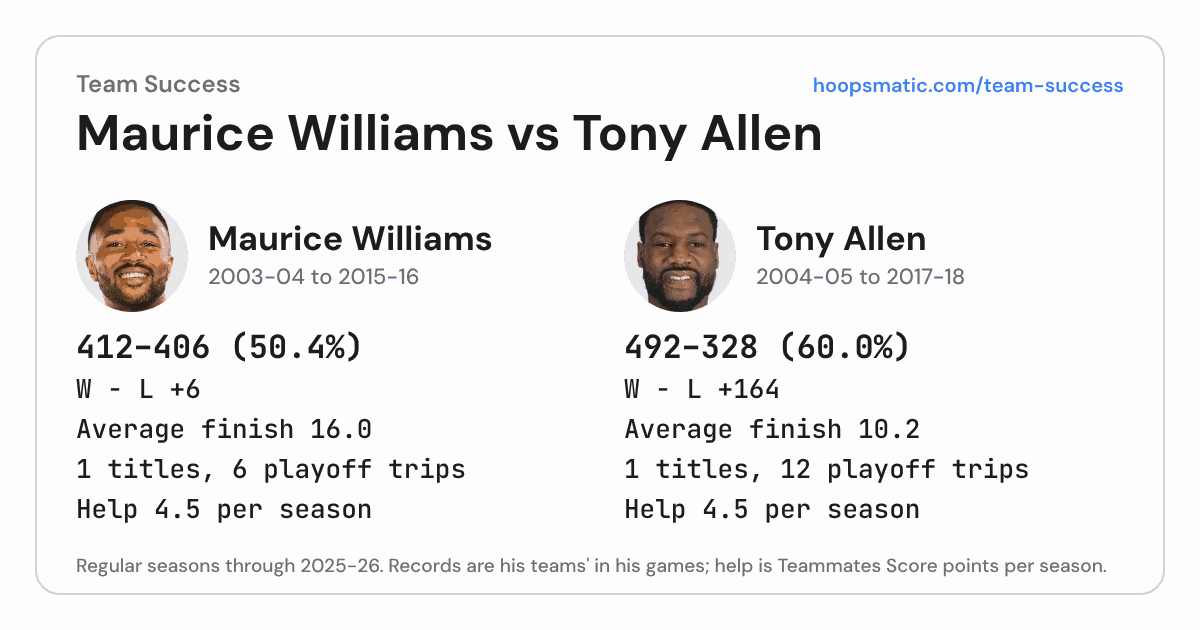 Team Success
hoopsmatic.com/team-success
Maurice Williams vs Tony Allen
Maurice Williams
2003-04 to 2015-16
412-406 (50.4%)
W - L +6
Average finish 16.0
1 titles, 6 playoff trips
Help 4.5 per season
Tony Allen
2004-05 to 2017-18
492-328 (60.0%)
W - L +164
Average finish 10.2
1 titles, 12 playoff trips
Help 4.5 per season
Regular seasons through 2025-26. Records are his teams' in his games; help is Teammates Score points per season.